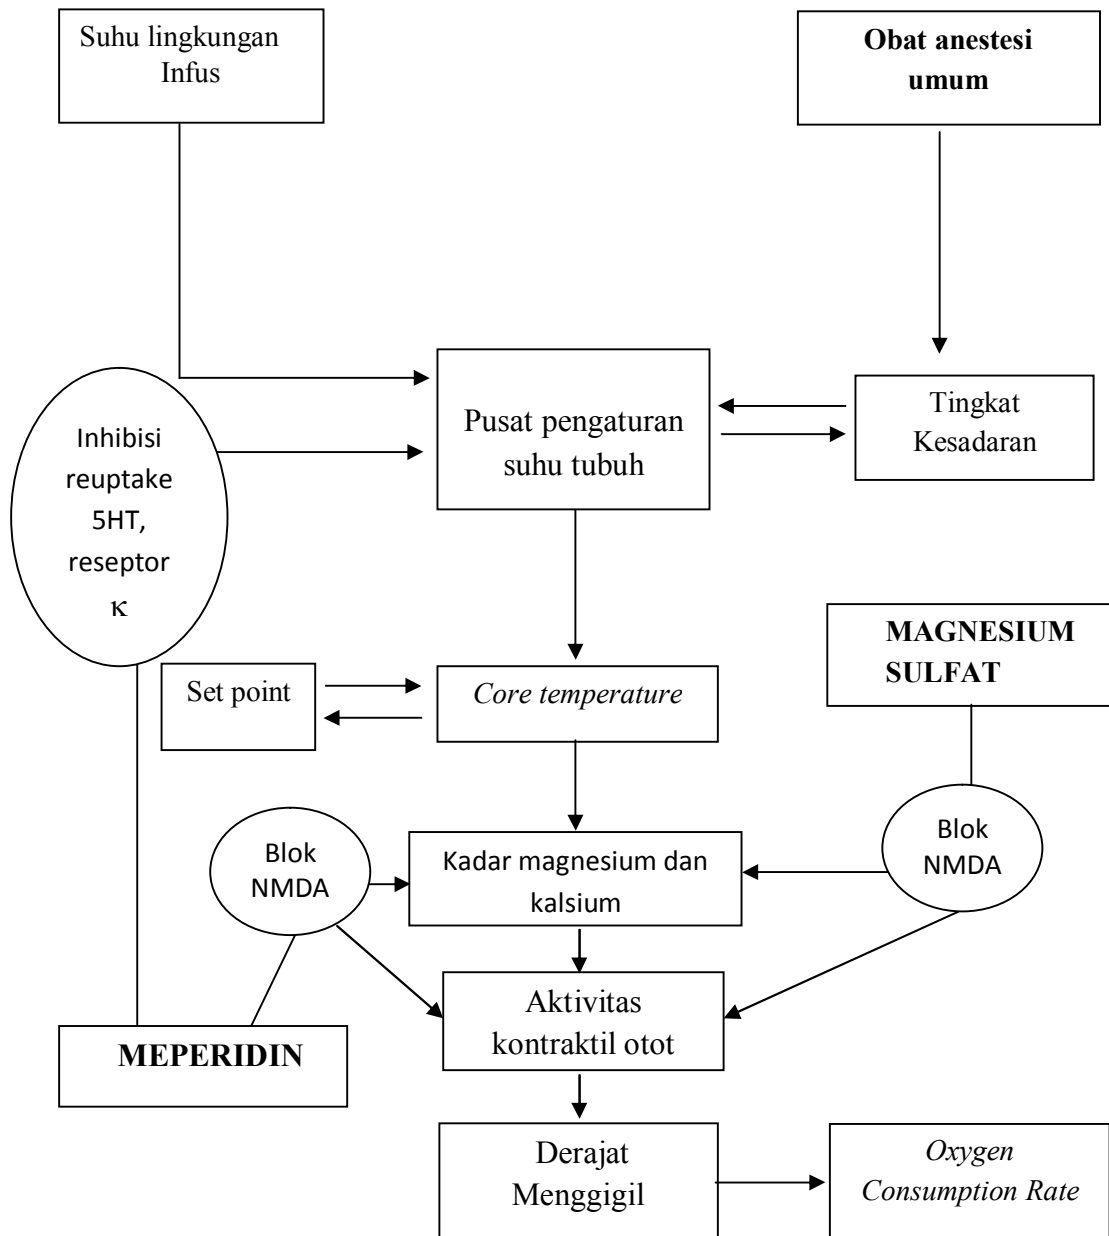 Suhu lingkungan
Infus
Obat anestesi
umum
Pusat pengaturan
suhu tubuh
Tingkat
Kesadaran
Inhibisi
reuptake
5HT,
reseptor
κ
MAGNESIUM
SULFAT
Set point
Core temperature
Blok
NMDA
Kadar magnesium dan
kalsium
Blok
NMDA
Aktivitas
kontraktil otot
MEPERIDIN
Derajat
Menggigil
Oxygen
Consumption Rate